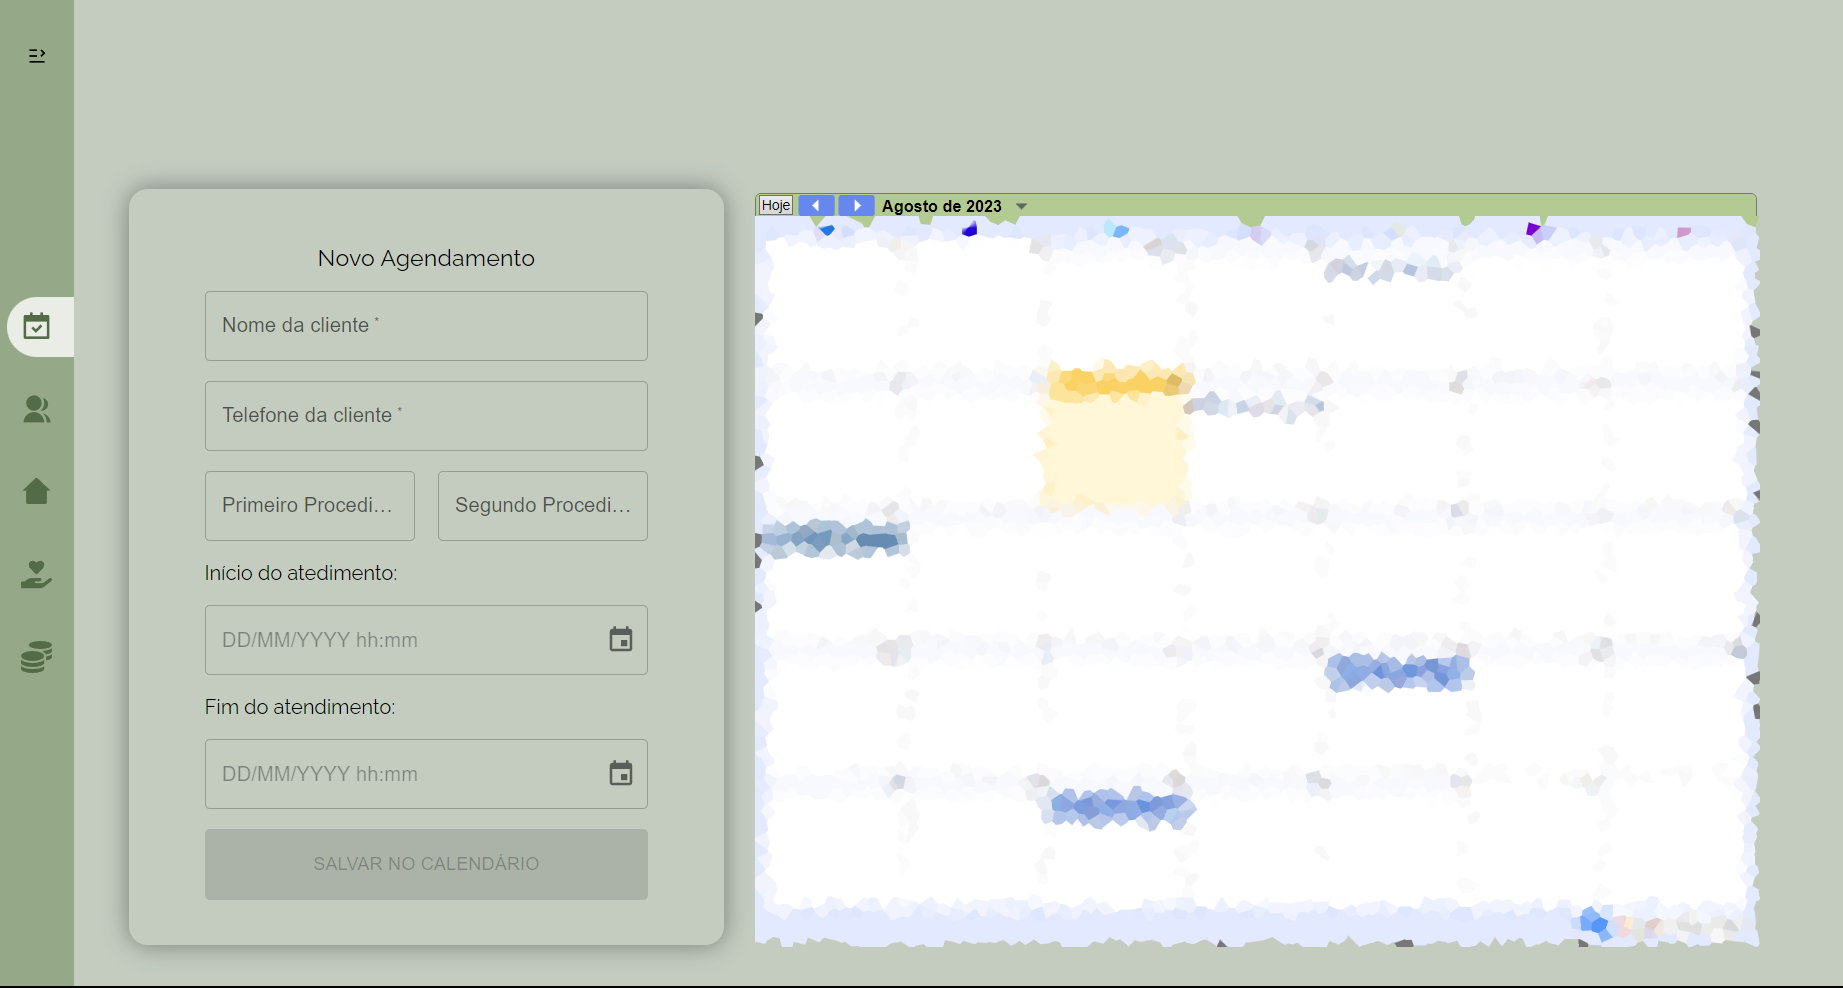 Novo Agendamento
Nome da cliente *
Telefone da cliente *
Primeiro Procedi...
Segundo Procedi...
Início do atedimento:
DD/MM/YYYY hh:mm
Fim do atendimento:
DD/MM/YYYY hh:mm
SALVAR NO CALENDÁRIO
Hoje
Agosto de 2023